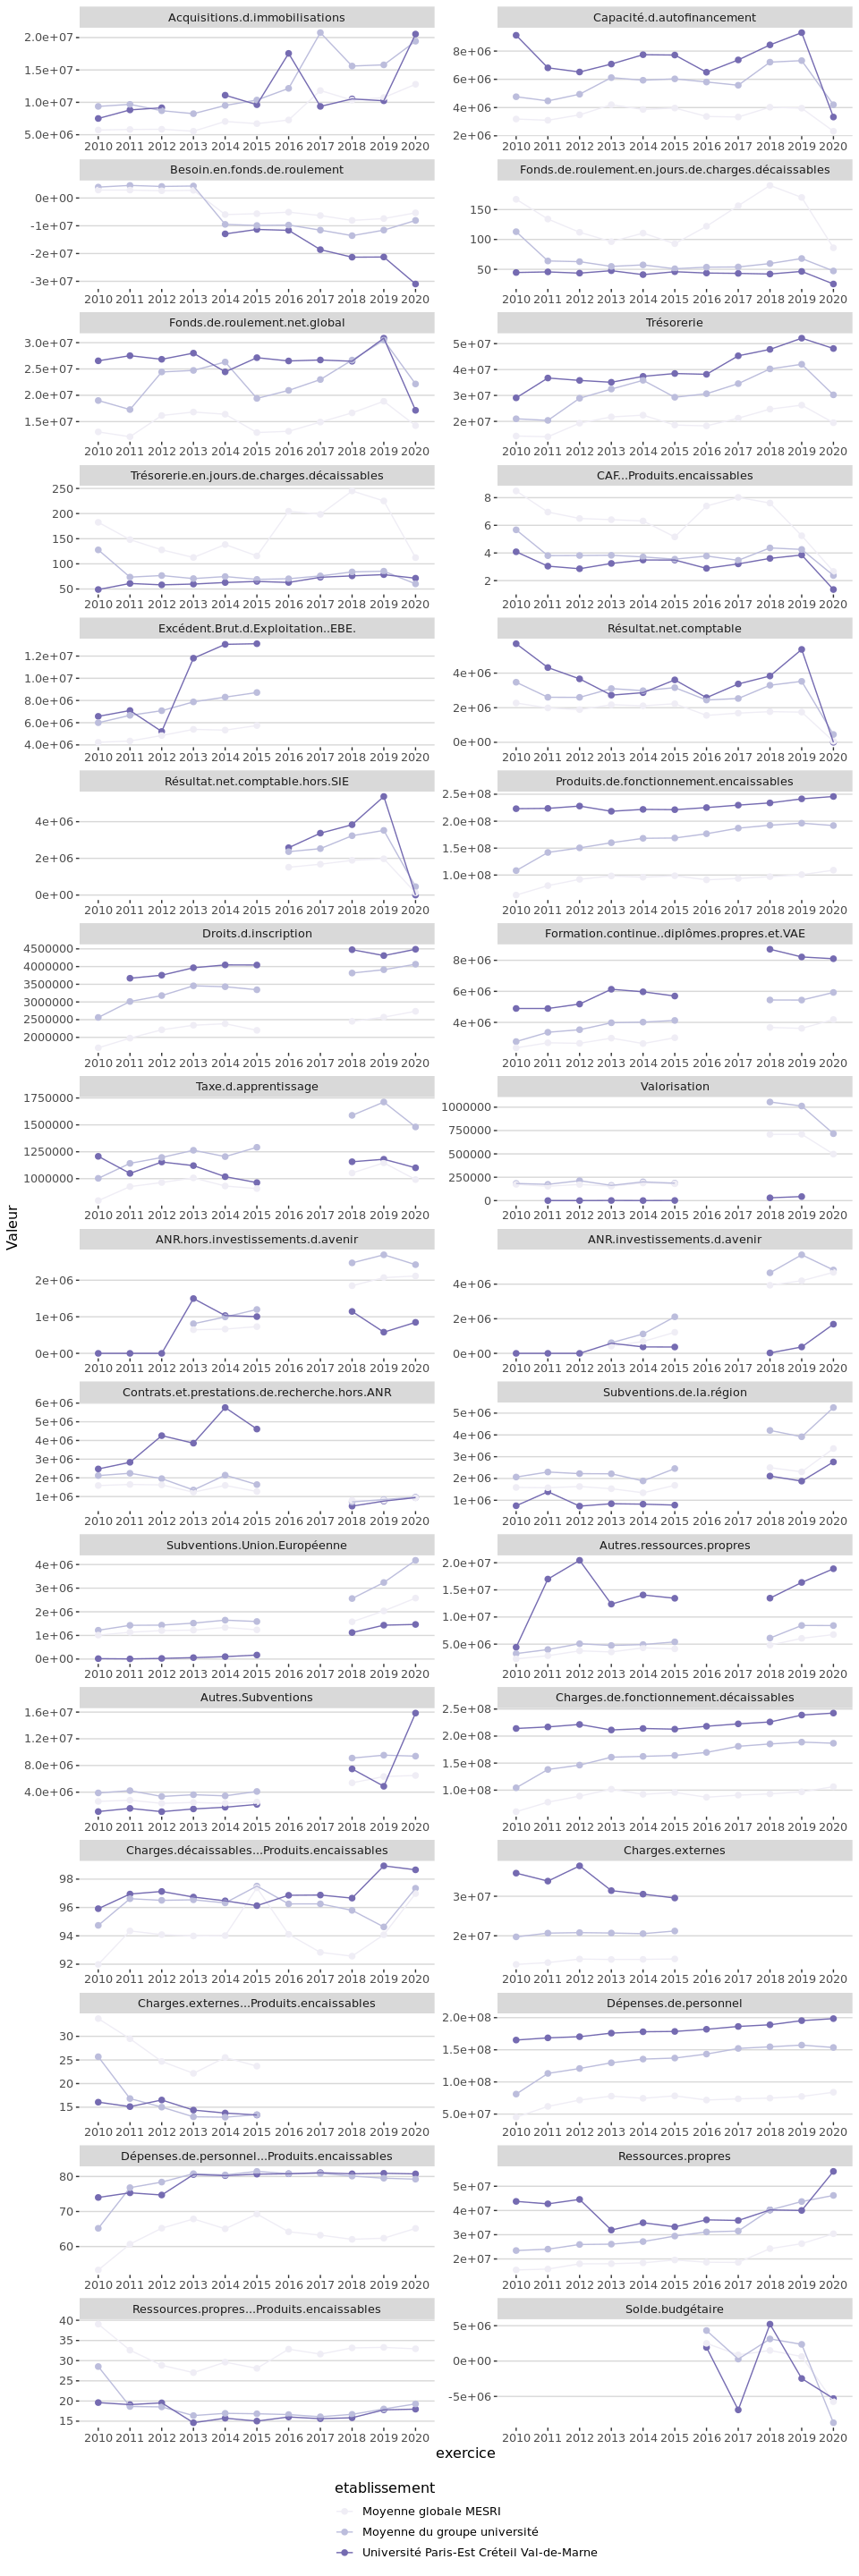 Acquisitions.d.immobilisations
2.0e+07
1.5e+07
1.0e+07
5.0e+06
2010 2011 2012 2013 2014 2015 2016 2017 2018 2019 2020
Capacité.d.autofinancement
8e+06
6e+06
4e+06
2e+06
2010 2011 2012 2013 2014 2015 2016 2017 2018 2019 2020
Besoin.en.fonds.de.roulement
0e+00
-1e+07
-2e+07
-3e+07
2010 2011 2012 2013 2014 2015 2016 2017 2018 2019 2020
Fonds.de.roulement.en.jours.de.charges.décaissables
150
100
50
2010 2011 2012 2013 2014 2015 2016 2017 2018 2019 2020
Fonds.de.roulement.net.global
3.0e+07
2.5e+07
2.0e+07
1.5e+07
2010 2011 2012 2013 2014 2015 2016 2017 2018 2019 2020
Trésorerie
5e+07
4e+07
3e+07
2e+07
2010 2011 2012 2013 2014 2015 2016 2017 2018 2019 2020
Trésorerie.en.jours.de.charges.décaissables
250
200
150
100
50
2010 2011 2012 2013 2014 2015 2016 2017 2018 2019 2020
CAF...Produits.encaissables
8
6
4
2
2010 2011 2012 2013 2014 2015 2016 2017 2018 2019 2020
Excédent.Brut.d.Exploitation..EBE.
1.2e+07
1.0e+07
8.0e+06
6.0e+06
4.0e+06
2010 2011 2012 2013 2014 2015 2016 2017 2018 2019 2020
Résultat.net.comptable
4e+06
2e+06
0e+00
2010 2011 2012 2013 2014 2015 2016 2017 2018 2019 2020
Résultat.net.comptable.hors.SIE
4e+06
2e+06
0e+00
2010 2011 2012 2013 2014 2015 2016 2017 2018 2019 2020
Produits.de.fonctionnement.encaissables
2.5e+08
2.0e+08
1.5e+08
1.0e+08
2010 2011 2012 2013 2014 2015 2016 2017 2018 2019 2020
Droits.d.inscription
4500000
4000000
3500000
3000000
2500000
2000000
2010 2011 2012 2013 2014 2015 2016 2017 2018 2019 2020
Formation.continue..diplômes.propres.et.VAE
8e+06
6e+06
4e+06
2010 2011 2012 2013 2014 2015 2016 2017 2018 2019 2020
Taxe.d.apprentissage
1750000
1500000
1250000
1000000
2010 2011 2012 2013 2014 2015 2016 2017 2018 2019 2020
Valorisation
1000000
750000
500000
250000
0
2010 2011 2012 2013 2014 2015 2016 2017 2018 2019 2020
Valeur
ANR.hors.investissements.d.avenir
2e+06
1e+06
0e+00
2010 2011 2012 2013 2014 2015 2016 2017 2018 2019 2020
ANR.investissements.d.avenir
4e+06
2e+06
0e+00
2010 2011 2012 2013 2014 2015 2016 2017 2018 2019 2020
Contrats.et.prestations.de.recherche.hors.ANR
6e+06
5e+06
4e+06
3e+06
2e+06
1e+06
2010 2011 2012 2013 2014 2015 2016 2017 2018 2019 2020
Subventions.de.la.région
5e+06
4e+06
3e+06
2e+06
1e+06
2010 2011 2012 2013 2014 2015 2016 2017 2018 2019 2020
Subventions.Union.Européenne
4e+06
3e+06
2e+06
1e+06
0e+00
2010 2011 2012 2013 2014 2015 2016 2017 2018 2019 2020
Autres.ressources.propres
2.0e+07
1.5e+07
1.0e+07
5.0e+06
2010 2011 2012 2013 2014 2015 2016 2017 2018 2019 2020
Autres.Subventions
1.6e+07
1.2e+07
8.0e+06
4.0e+06
2010 2011 2012 2013 2014 2015 2016 2017 2018 2019 2020
Charges.de.fonctionnement.décaissables
2.5e+08
2.0e+08
1.5e+08
1.0e+08
2010 2011 2012 2013 2014 2015 2016 2017 2018 2019 2020
Charges.décaissables...Produits.encaissables
98
96
94
92
2010 2011 2012 2013 2014 2015 2016 2017 2018 2019 2020
Charges.externes
3e+07
2e+07
2010 2011 2012 2013 2014 2015 2016 2017 2018 2019 2020
Charges.externes...Produits.encaissables
30
25
20
15
2010 2011 2012 2013 2014 2015 2016 2017 2018 2019 2020
Dépenses.de.personnel
2.0e+08
1.5e+08
1.0e+08
5.0e+07
2010 2011 2012 2013 2014 2015 2016 2017 2018 2019 2020
Dépenses.de.personnel...Produits.encaissables
80
70
60
2010 2011 2012 2013 2014 2015 2016 2017 2018 2019 2020
Ressources.propres
5e+07
4e+07
3e+07
2e+07
2010 2011 2012 2013 2014 2015 2016 2017 2018 2019 2020
Ressources.propres...Produits.encaissables
40
35
30
25
20
15
2010 2011 2012 2013 2014 2015 2016 2017 2018 2019 2020
Solde.budgétaire
5e+06
0e+00
-5e+06
2010 2011 2012 2013 2014 2015 2016 2017 2018 2019 2020
exercice
etablissement
Moyenne globale MESRI
Moyenne du groupe université
Université Paris-Est Créteil Val-de-Marne